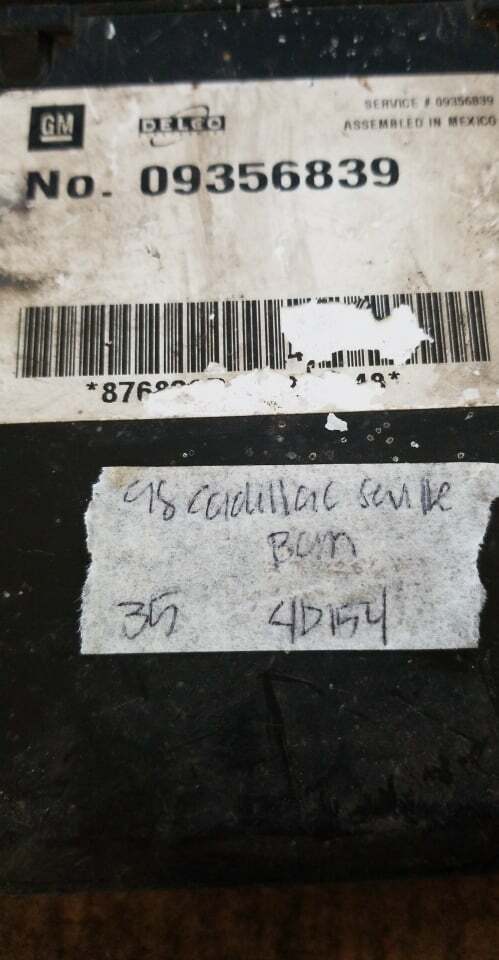 GM
DELCO
SERVICE # 09356839
ASSEMBLED IN MEXICO
No. 09356839
98 cadillac seville
BCM
35 4D154